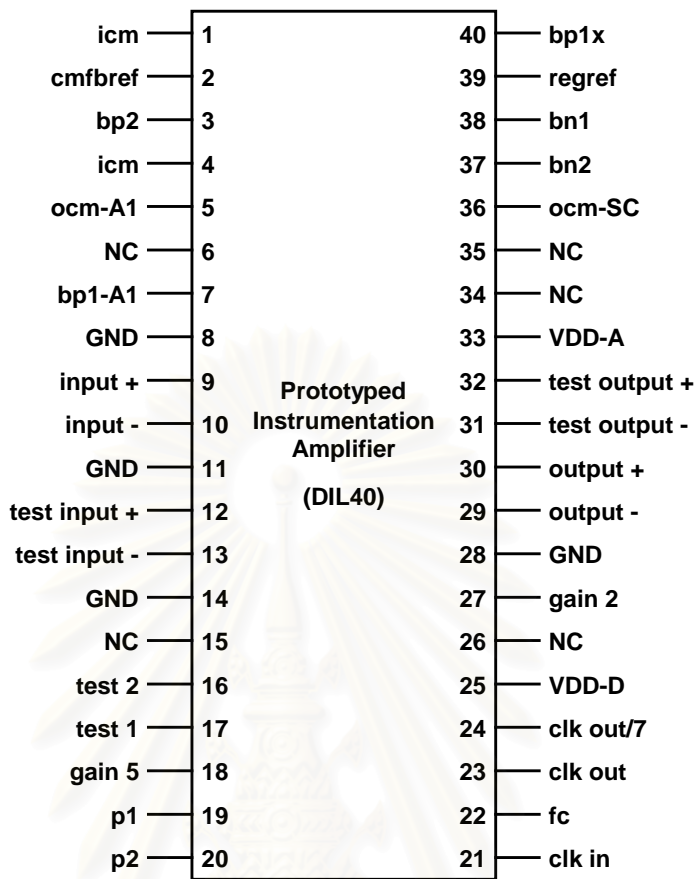 icm 1 40 bp1x
cmfbref 2 39 regref
bp2 3 38 bn1
icm 4 37 bn2
ocm-A1 5 36 ocm-SC
NC 6 35 NC
bp1-A1 7 34 NC
GND 8 33 VDD-A
input + 9 32 test output +
Prototyped
input - 10 Instrumentation 31 test output -
Amplifier
GND 11 30 output +
(DIL40)
test input + 12 29 output -
test input - 13 28 GND
GND 14 27 gain 2
NC 15 26 NC
test 2 16 25 VDD-D
test 1 17 24 clk out/7
gain 5 18 23 clk out
p1 19 22 fc
p2 20 21 clk in